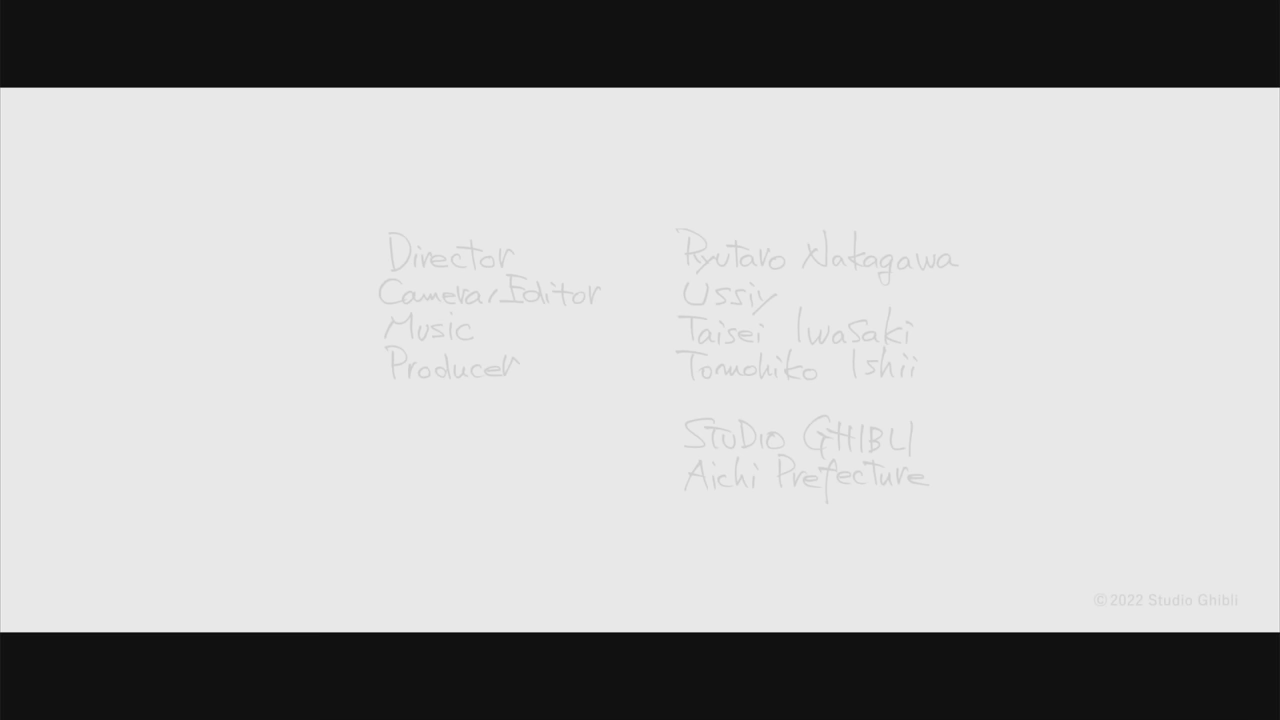 Director Ryutaro Nakagawa
Camera/Editor Ussiy
Music Taisei Iwasaki
Producer Tomohiko Ishii
STUDIO GHIBLI
Aichi Prefecture
©2022 Studio Ghibli